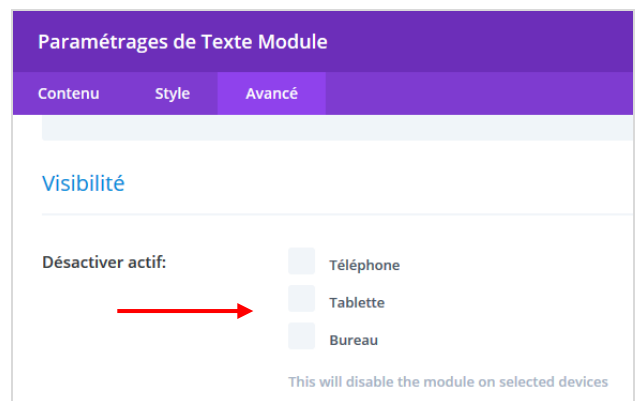 Paramétrages de Texte Module
Contenu Style Avancé
Visibilité
Désactiver actif:
Téléphone
Tablette
Bureau
This will disable the module on selected devices